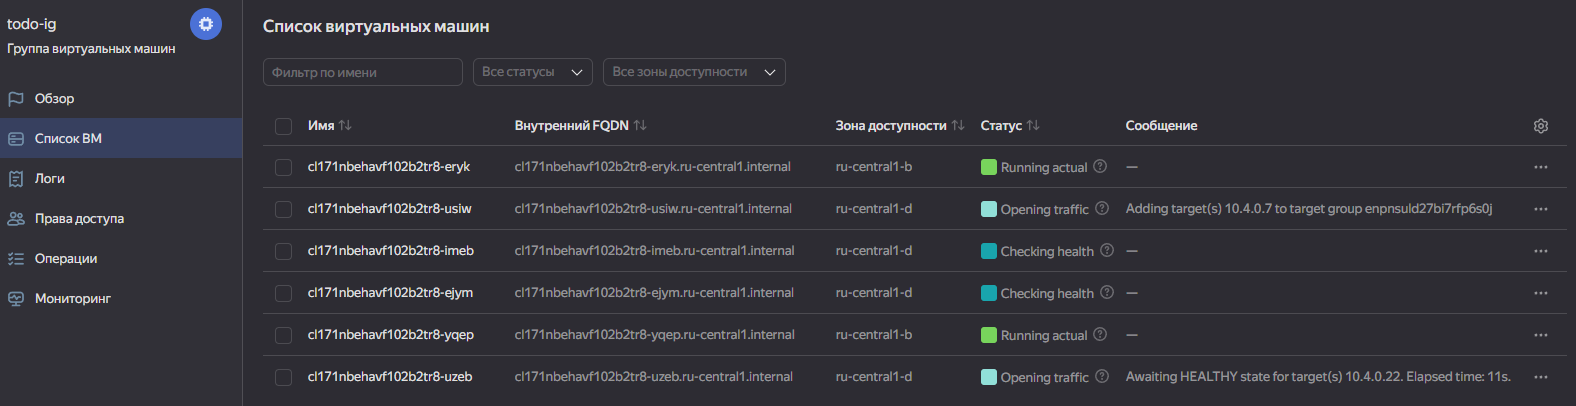 todo-ig
Группа виртуальных машин
Обзор
Список ВМ
Логи
Права доступа
Операции
Мониторинг
Список виртуальных машин
Фильтр по имени Все статусы Все зоны доступности
Имя Внутренний FQDN Зона доступности Статус Сообщение
cl171nbehavf102b2tr8-eryk cl171nbehavf102b2tr8-eryk.ru-central1.internal ru-central1-b Running actual —
cl171nbehavf102b2tr8-usiw cl171nbehavf102b2tr8-usiw.ru-central1.internal ru-central1-d Opening traffic Adding target(s) 10.4.0.7 to target group enpnsuld27bi7rfp6s0j
cl171nbehavf102b2tr8-imeb cl171nbehavf102b2tr8-imeb.ru-central1.internal ru-central1-d Checking health —
cl171nbehavf102b2tr8-ejym cl171nbehavf102b2tr8-ejym.ru-central1.internal ru-central1-d Checking health —
cl171nbehavf102b2tr8-yqep cl171nbehavf102b2tr8-yqep.ru-central1.internal ru-central1-b Running actual —
cl171nbehavf102b2tr8-uzeb cl171nbehavf102b2tr8-uzeb.ru-central1.internal ru-central1-d Opening traffic Awaiting HEALTHY state for target(s) 10.4.0.22. Elapsed time: 11s.